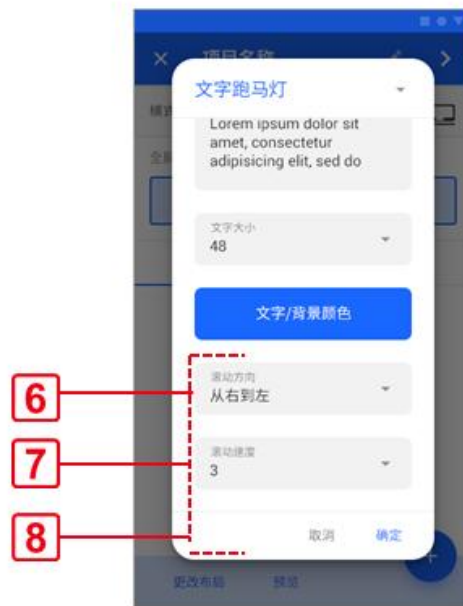 项目名称
文字跑马灯
Lorem ipsum dolor sit
amet, consectetur
adipisicing elit, sed do
文字大小
48
文字/背景颜色
滚动方向
从右到左
滚动速度
3
取消 确定
更改布局 预览
6
7
8